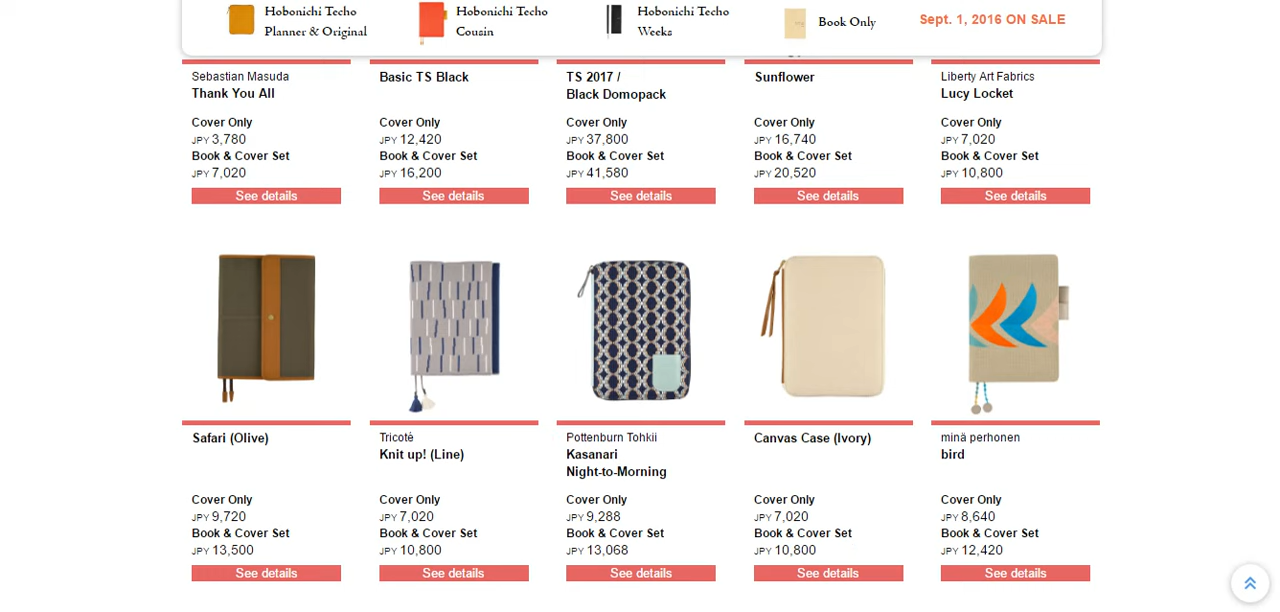 Hobonichi Techo
Planner & Original
Hobonichi Techo
Cousin
Hobonichi Techo
Weeks
Book Only
Sept. 1, 2016 ON SALE
Sebastian Masuda
Thank You All
Cover Only
JPY 3,780
Book & Cover Set
JPY 7,020
See details
Basic TS Black
Cover Only
JPY 12,420
Book & Cover Set
JPY 16,200
See details
TS 2017 /
Black Domopack
Cover Only
JPY 37,800
Book & Cover Set
JPY 41,580
See details
Sunflower
Cover Only
JPY 16,740
Book & Cover Set
JPY 20,520
See details
Liberty Art Fabrics
Lucy Locket
Cover Only
JPY 7,020
Book & Cover Set
JPY 10,800
See details
Safari (Olive)
Cover Only
JPY 9,720
Book & Cover Set
JPY 13,500
See details
Tricoté
Knit up! (Line)
Cover Only
JPY 7,020
Book & Cover Set
JPY 10,800
See details
Pottenburn Tohkii
Kasanari
Night-to-Morning
Cover Only
JPY 9,288
Book & Cover Set
JPY 13,068
See details
Canvas Case (Ivory)
Cover Only
JPY 7,020
Book & Cover Set
JPY 10,800
See details
minä perhonen
bird
Cover Only
JPY 8,640
Book & Cover Set
JPY 12,420
See details